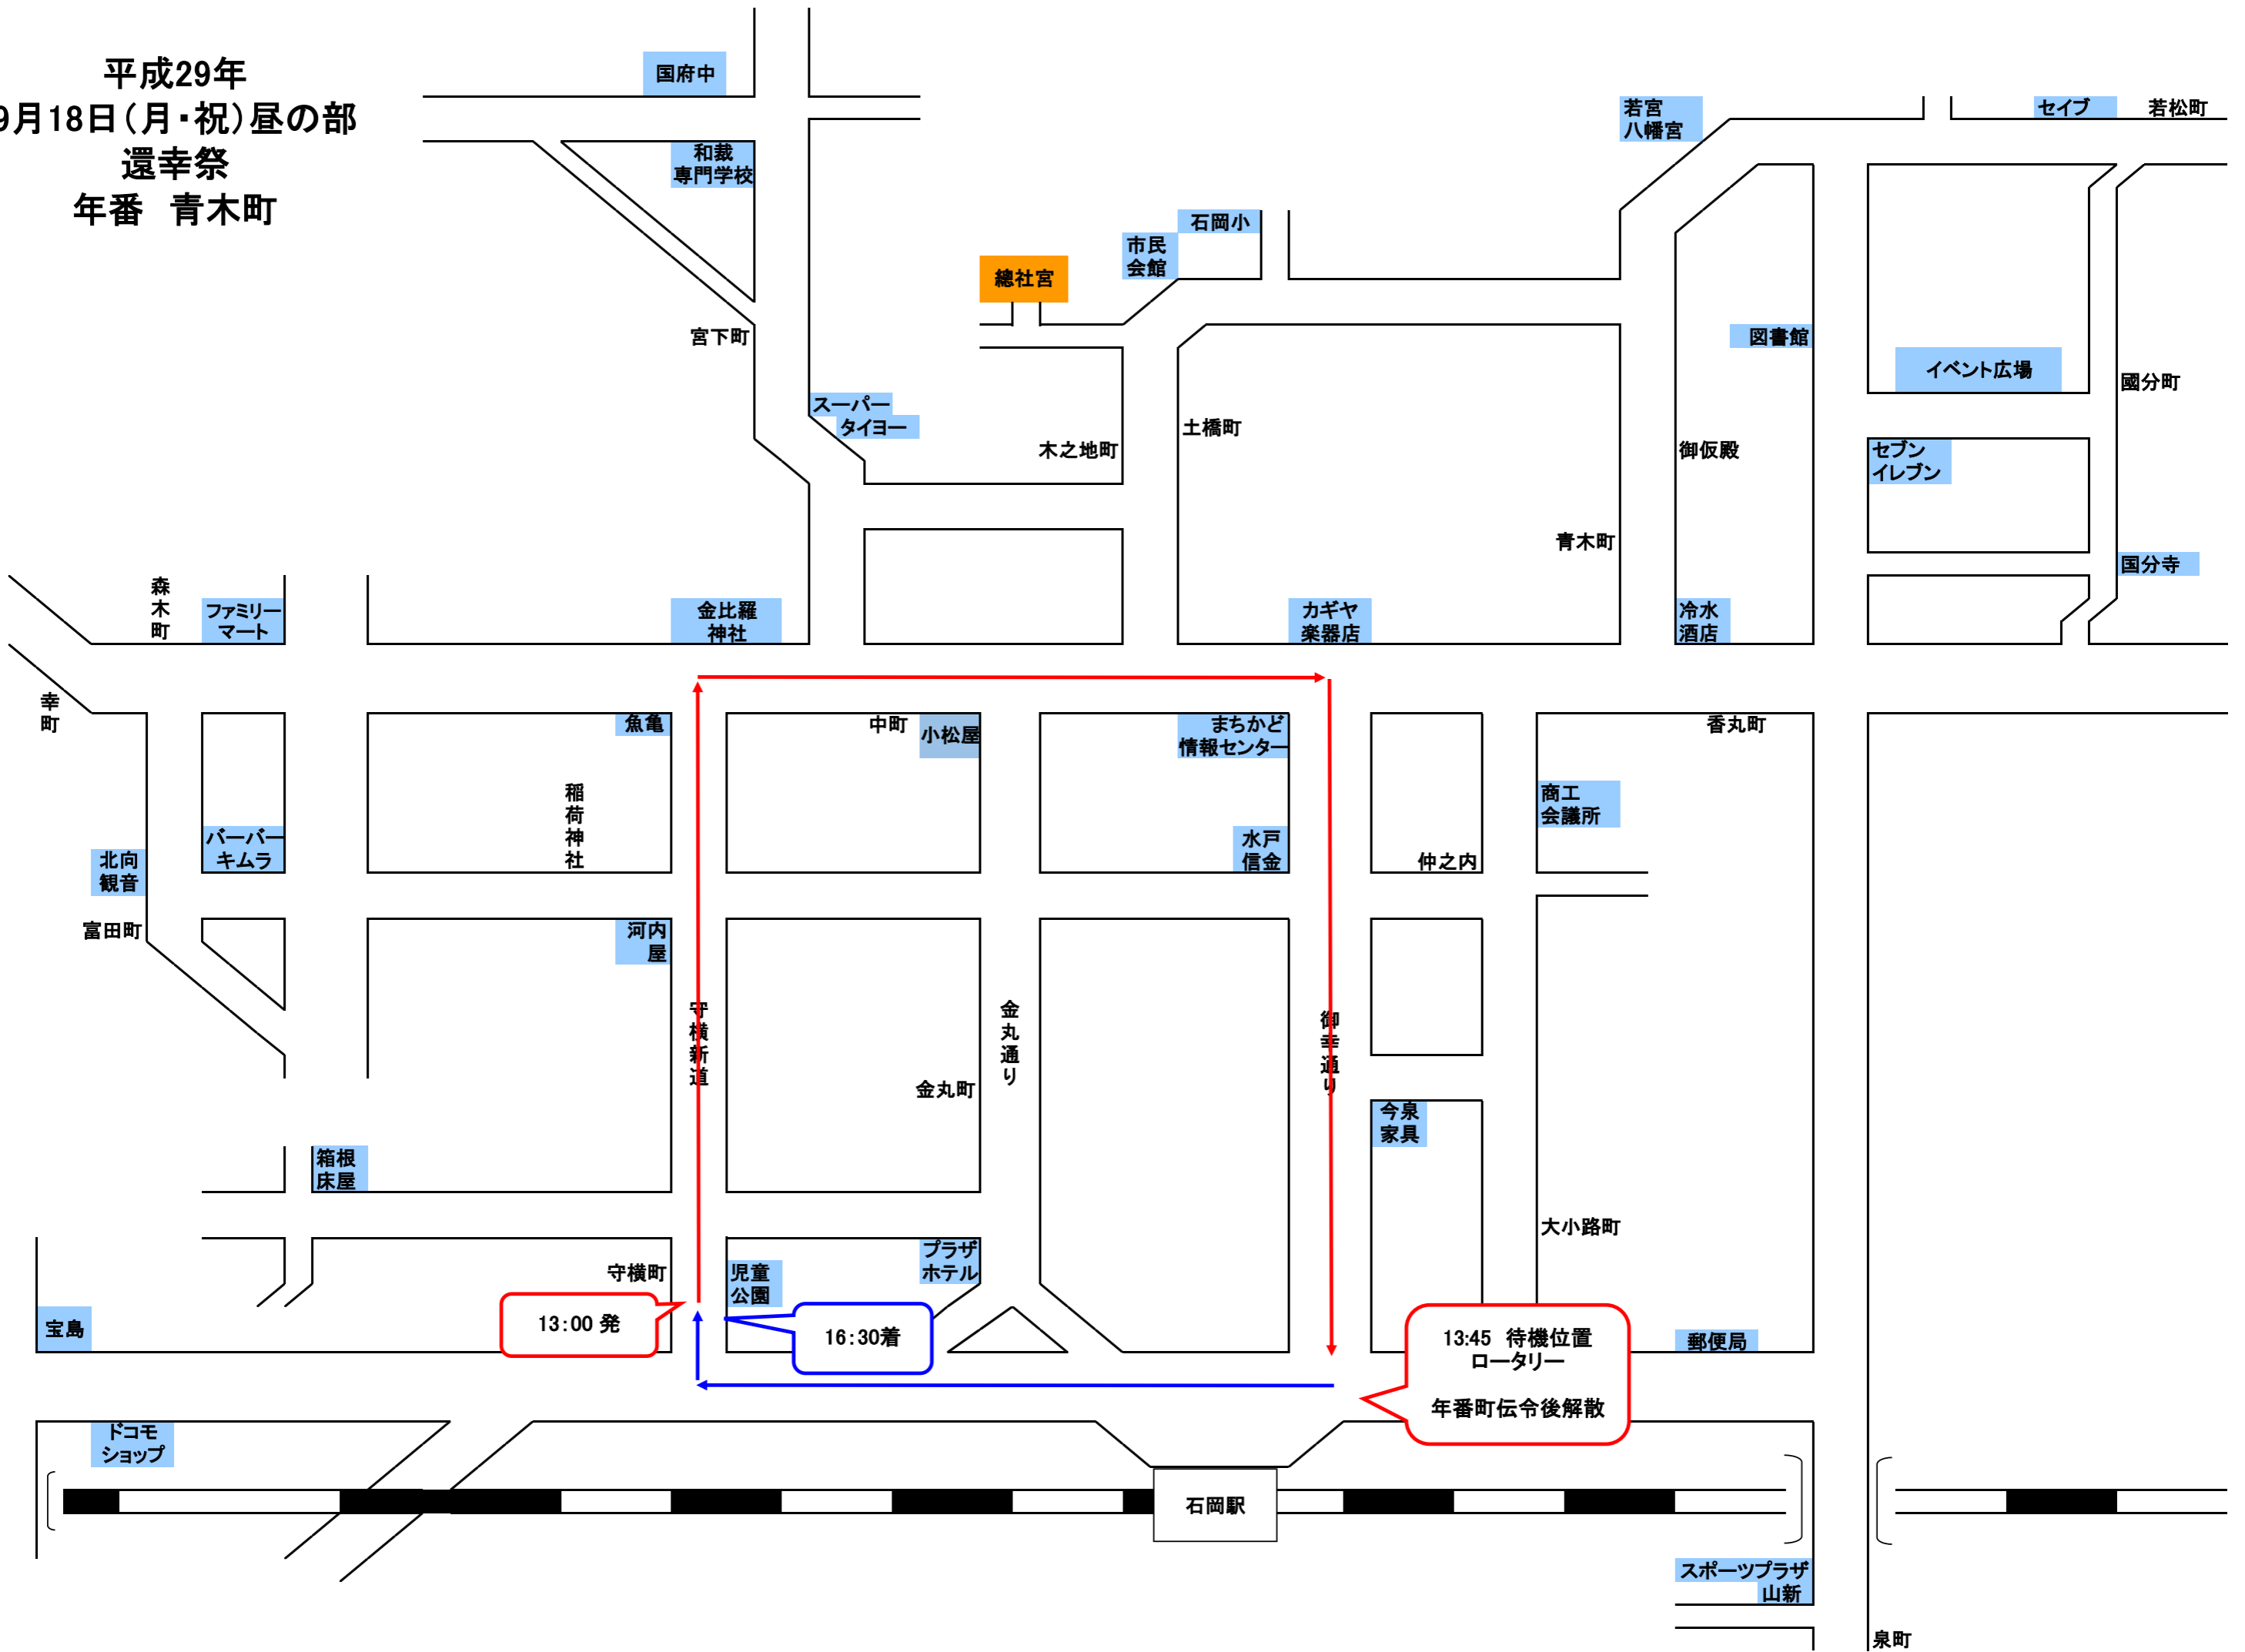 平成29年
9月18日（月・祝）昼の部
還幸祭
年番　青木町
国府中
和裁
専門学校
若宮
八幡宮
セイブ
若松町
石岡小
市民
会館
總社宮
宮下町
図書館
イベント広場
國分町
スーパー
タイヨー
木之地町
土橋町
御仮殿
セブン
イレブン
青木町
国分寺
森木町
ファミリー
マート
金比羅
神社
カギヤ
楽器店
冷水
酒店
幸町
魚亀
中町
小松屋
まちかど
情報センター
香丸町
稲荷神社
商工
会議所
バーバー
キムラ
北向
観音
水戸
信金
仲之内
富田町
河内
屋
守横新道
金丸通り
御幸通り
金丸町
今泉
家具
箱根
床屋
大小路町
守横町
児童
公園
プラザ
ホテル
13：00 発
16：30着
宝島
13:45 待機位置
ロータリー
年番町伝令後解散
郵便局
ドコモ
ショップ
石岡駅
スポーツプラザ
山新
泉町